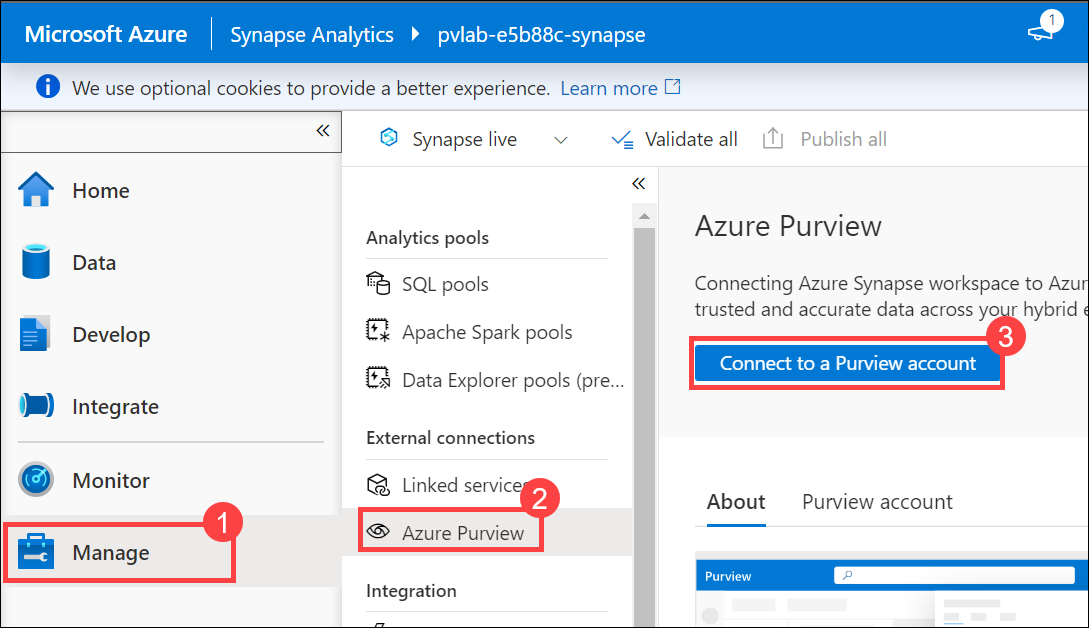 Microsoft Azure
Synapse Analytics
pvlab-e5b88c-synapse
1
We use optional cookies to provide a better experience. Learn more
«
Synapse live
Validate all
Publish all
Home
Data
Develop
Integrate
Monitor
1
Manage
«
Analytics pools
SQL pools
Apache Spark pools
Data Explorer pools (pre...
External connections
Linked services
2
Azure Purview
Integration
Azure Purview
Connecting Azure Synapse workspace to Azur
trusted and accurate data across your hybrid e
3
Connect to a Purview account
About
Purview account
Purview